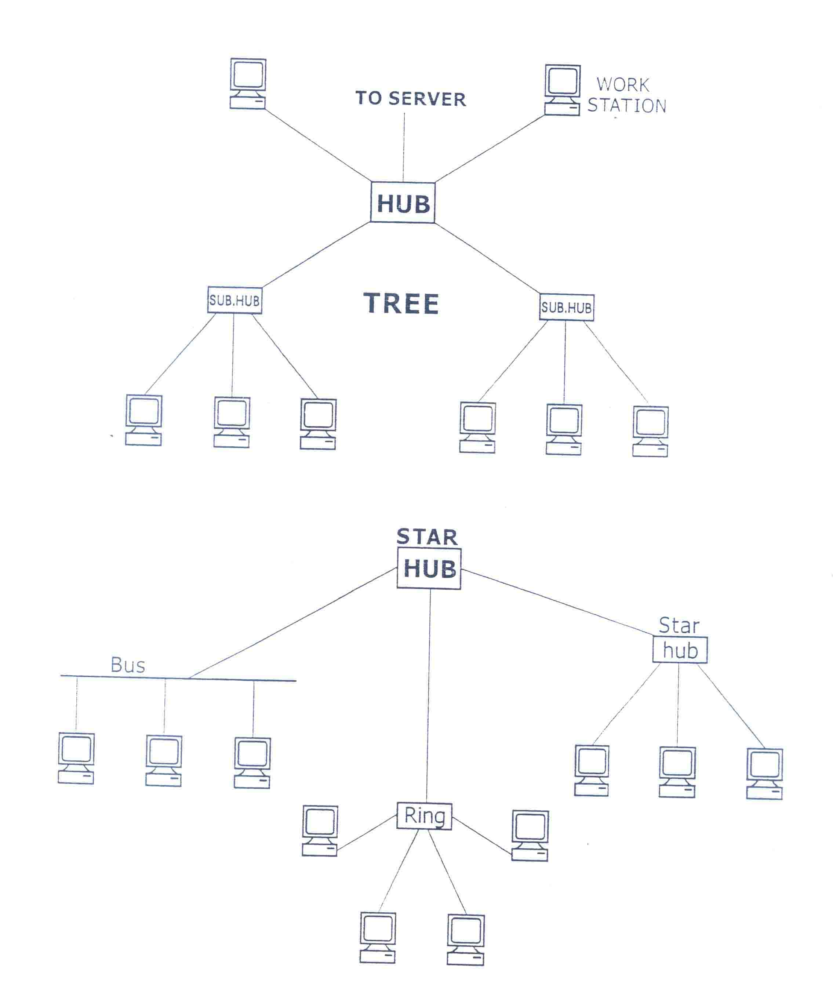 TO SERVER
WORK
STATION
HUB
SUB.HUB
TREE
SUB.HUB
STAR
HUB
Star
hub
Bus
Ring